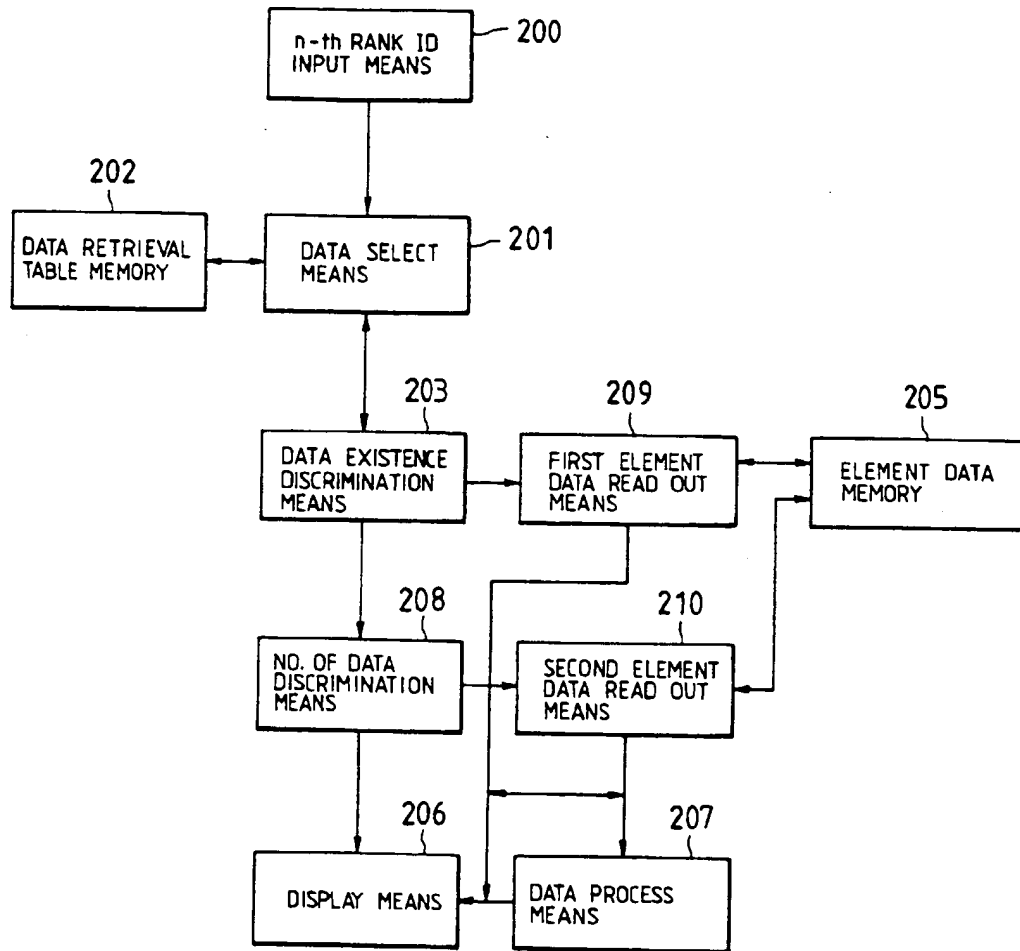 n-th RANK ID
INPUT MEANS
200
202
DATA RETRIEVAL
TABLE MEMORY
DATA SELECT
MEANS
201
203
DATA EXISTENCE
DISCRIMINATION
MEANS
209
FIRST ELEMENT
DATA READ OUT
MEANS
205
ELEMENT DATA
MEMORY
208
NO. OF DATA
DISCRIMINATION
MEANS
210
SECOND ELEMENT
DATA READ OUT
MEANS
206
DISPLAY MEANS
207
DATA PROCESS
MEANS